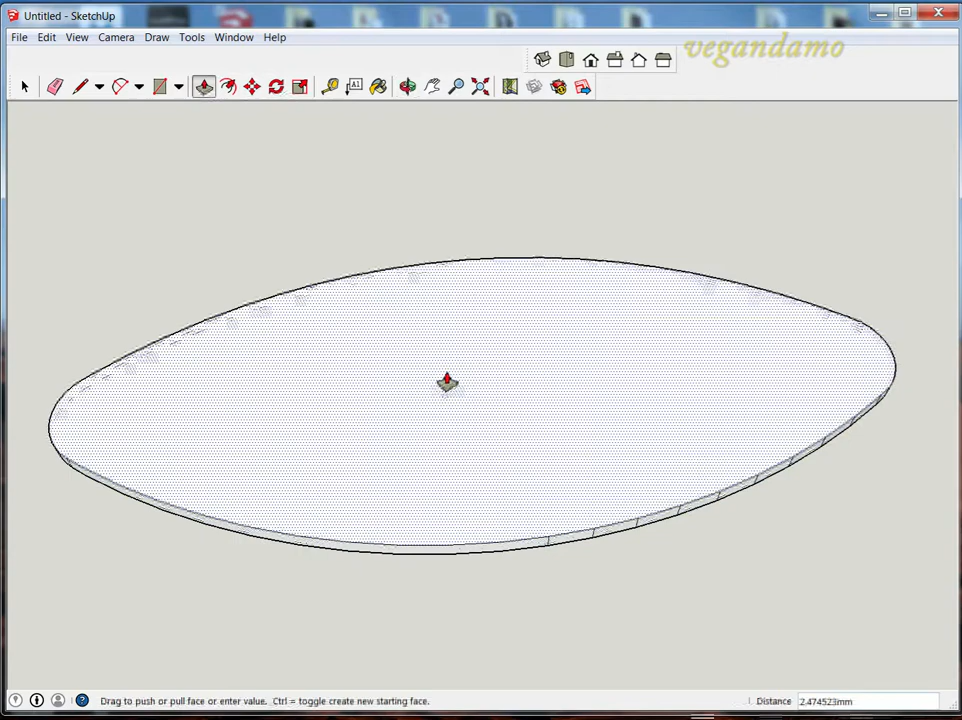 Untitled - SketchUp
File Edit View Camera Draw Tools Window Help
vegandamo
A1
Drag to push or pull face or enter value. Ctrl = toggle create new starting face.
Distance 2.474523mm